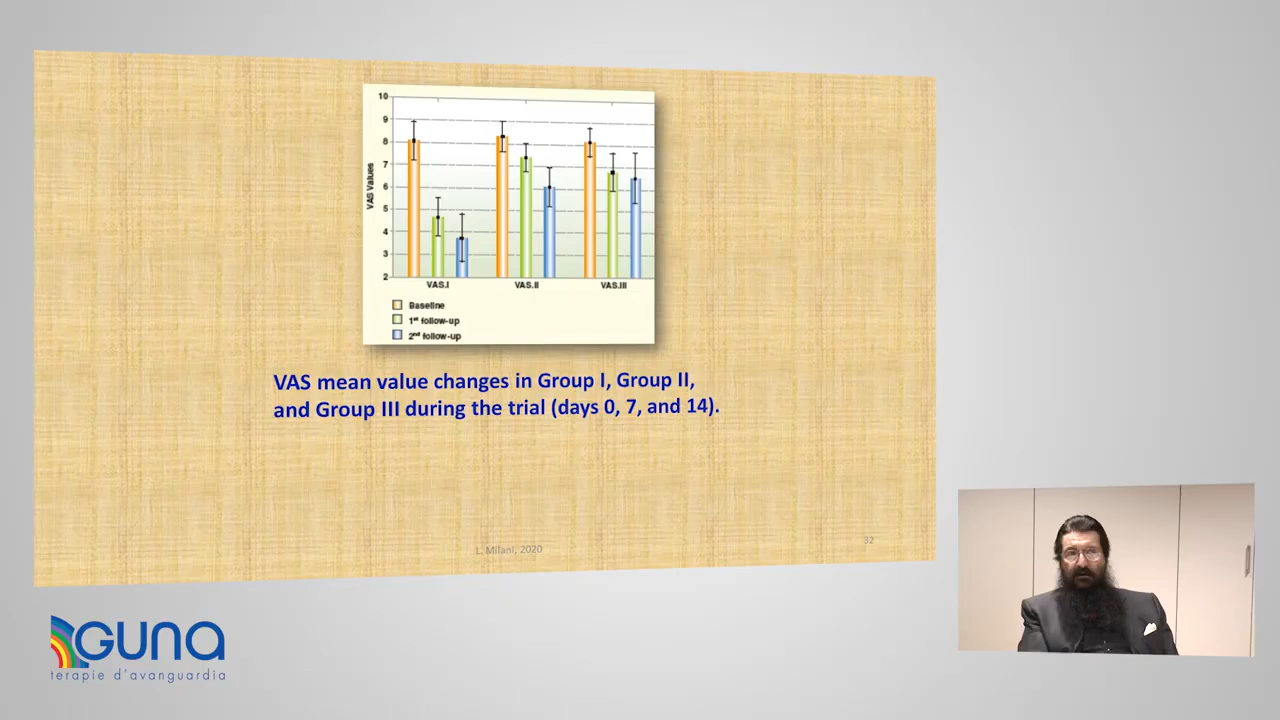 10
9
8
7
6
5
4
3
2
VAS Values
VAS.I
VAS.II
VAS.III
Baseline
1st follow-up
2nd follow-up
VAS mean value changes in Group I, Group II,
and Group III during the trial (days 0, 7, and 14).
L. Milani, 2020
32
GUNA
terapie d'avanguardia